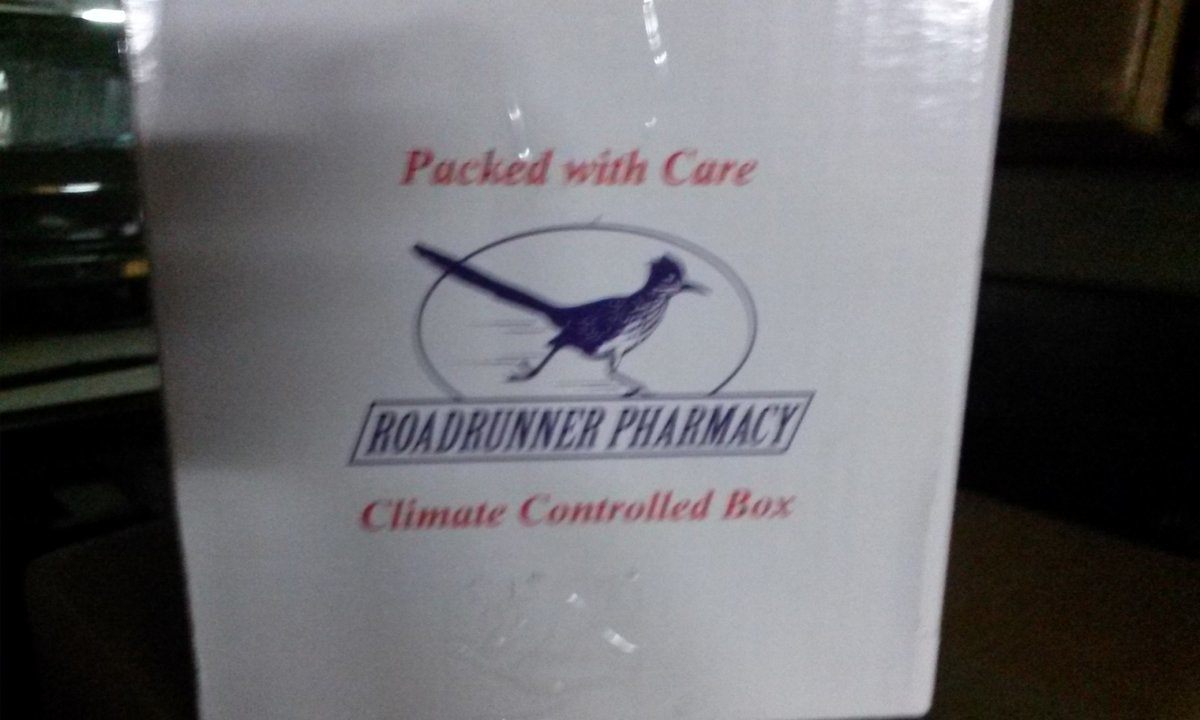 Packed with Care
ROADRUNNER PHARMACY
Climate Controlled Box